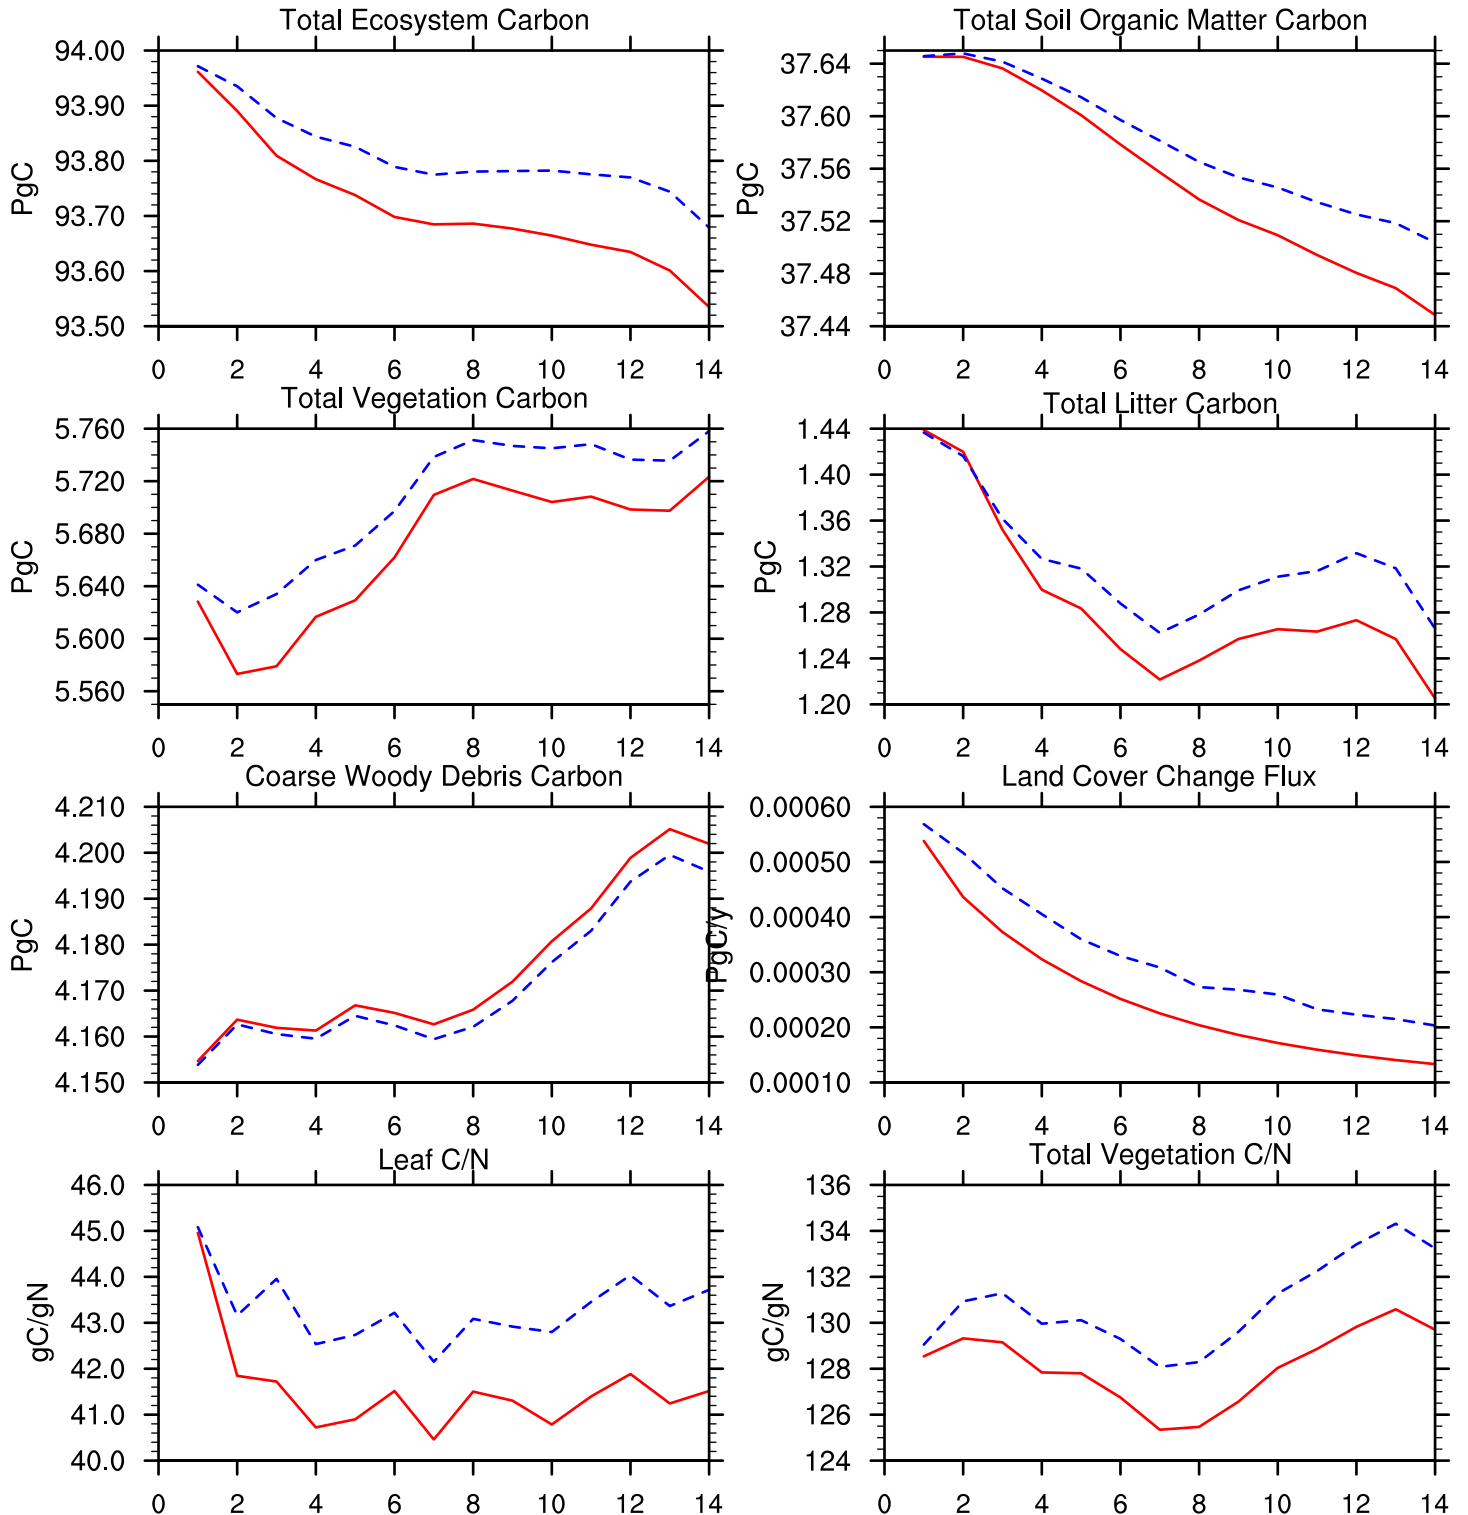 Total Ecosystem Carbon
94.00
93.90
93.80
93.70
93.60
93.50
PgC
0 2 4 6 8 10 12 14
Total Soil Organic Matter Carbon
37.64
37.60
37.56
37.52
37.48
37.44
PgC
0 2 4 6 8 10 12 14
Total Vegetation Carbon
5.760
5.720
5.680
5.640
5.600
5.560
PgC
0 2 4 6 8 10 12 14
Total Litter Carbon
1.44
1.40
1.36
1.32
1.28
1.24
1.20
PgC
0 2 4 6 8 10 12 14
Coarse Woody Debris Carbon
4.210
4.200
4.190
4.180
4.170
4.160
4.150
PgC
0 2 4 6 8 10 12 14
Land Cover Change Flux
0.00060
0.00050
0.00040
0.00030
0.00020
0.00010
PgC/y
0 2 4 6 8 10 12 14
Leaf C/N
46.0
45.0
44.0
43.0
42.0
41.0
40.0
gC/gN
0 2 4 6 8 10 12 14
Total Vegetation C/N
136
134
132
130
128
126
124
gC/gN
0 2 4 6 8 10 12 14